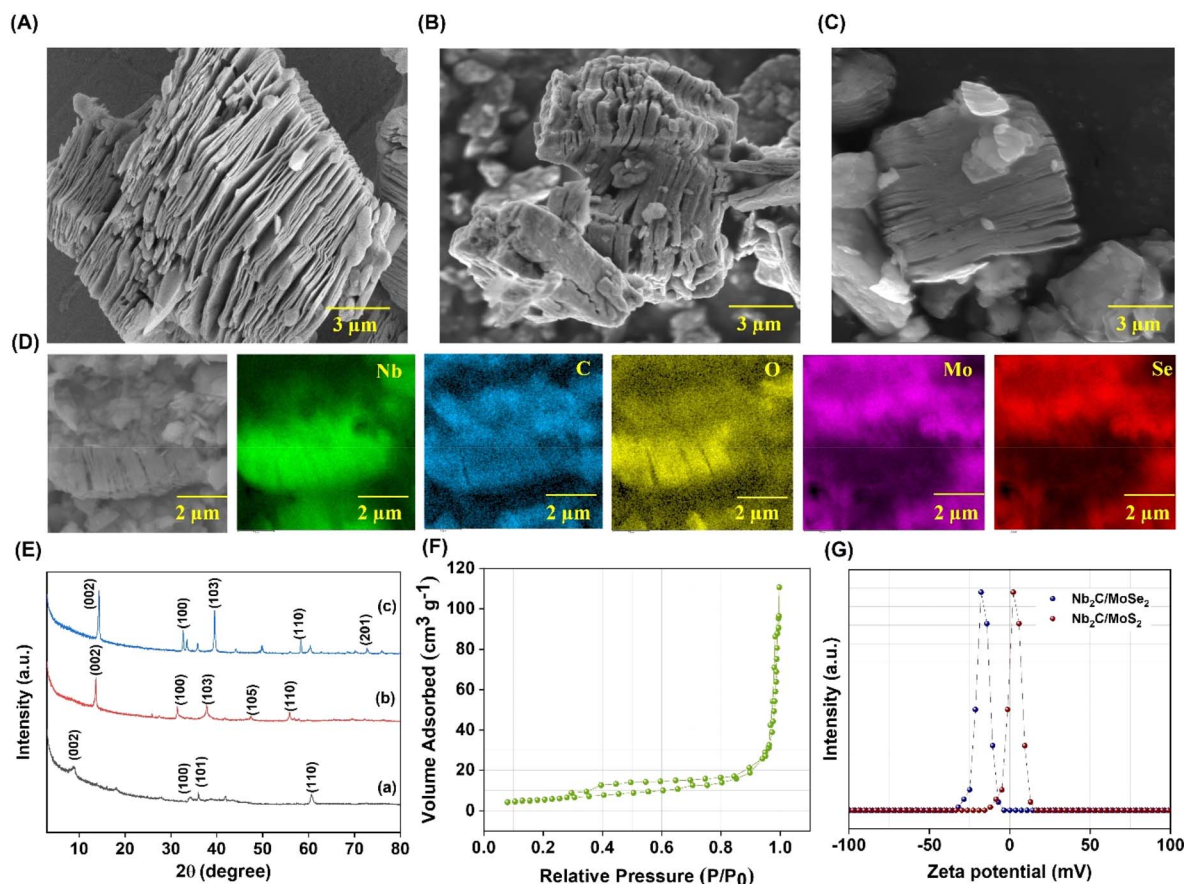 (A)
(B)
(C)
3 µm
3 µm
3 µm
(D)
Nb
C
O
Mo
Se
2 µm
2 µm
2 µm
2 µm
2 µm
2 µm
(E)
(F)
(G)
Intensity (a.u.)
(002)
(100)
(103)
(110)
(201)
(c)
(002)
(100)
(103)
(105)
(110)
(b)
(002)
(100)
(101)
(110)
(a)
10 20 30 40 50 60 70 80
2θ (degree)
Volume Adsorbed (cm³ g-¹)
120
100
80
60
40
20
0
0.0 0.2 0.4 0.6 0.8 1.0
Relative Pressure (P/P₀)
Intensity (a.u.)
Nb₂C/MoSe₂
Nb₂C/MoS₂
-100 -50 0 50 100
Zeta potential (mV)